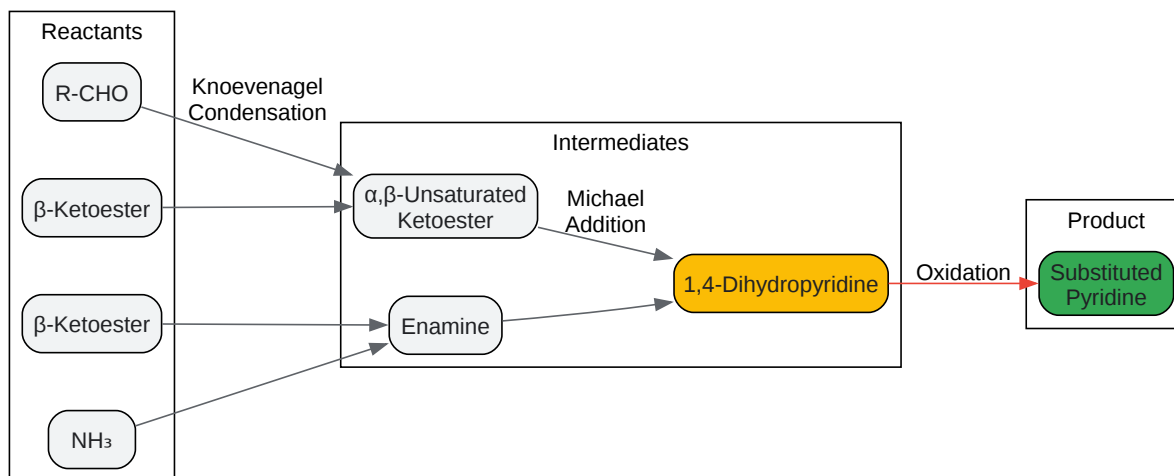 Reactants
R-CHO
β-Ketoester
β-Ketoester
NH₃
Knoevenagel
Condensation
Intermediates
α,β-Unsaturated
Ketoester
Enamine
Michael
Addition
1,4-Dihydropyridine
Oxidation
Product
Substituted
Pyridine